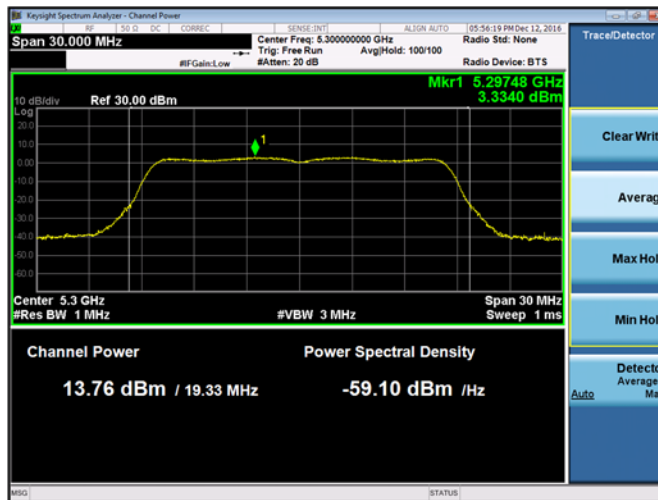 Keysight Spectrum Analyzer - Channel Power
RF 50 Ω DC CORREC SENSE:INT ALIGN AUTO 05:56:19 PM Dec 12, 2016
Span 30.000 MHz
Center Freq: 5.300000000 GHz
Radio Std: None
Trig: Free Run Avg|Hold: 100/100
#IFGain:Low #Atten: 20 dB Radio Device: BTS
Trace/Detector
Mkr1 5.29748 GHz
3.3340 dBm
10 dB/div Ref 30.00 dBm
Log
20.0
10.0
0.00
-10.0
-20.0
-30.0
-40.0
-50.0
-60.0
1
Center 5.3 GHz Span 30 MHz
#Res BW 1 MHz #VBW 3 MHz Sweep 1 ms
Channel Power Power Spectral Density
13.76 dBm / 19.33 MHz -59.10 dBm /Hz
Clear Writ
Averag
Max Hol
Min Hol
Detecto
Average
Auto Ma
MSG STATUS